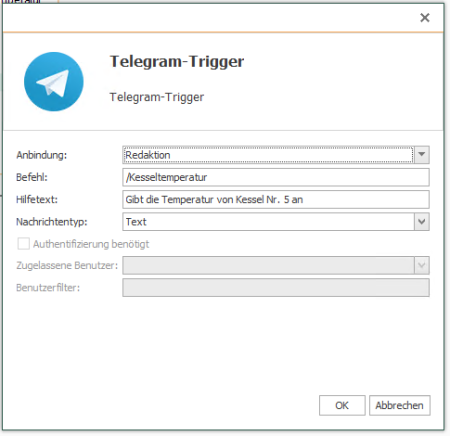 Telegram-Trigger
Telegram-Trigger
Anbindung: Redaktion
Befehl: /Kesseltemperatur
Hilfetext: Gibt die Temperatur von Kessel Nr. 5 an
Nachrichtentyp: Text
Authentifizierung benötigt
Zugelassene Benutzer:
Benutzerfilter:
OK Abbrechen